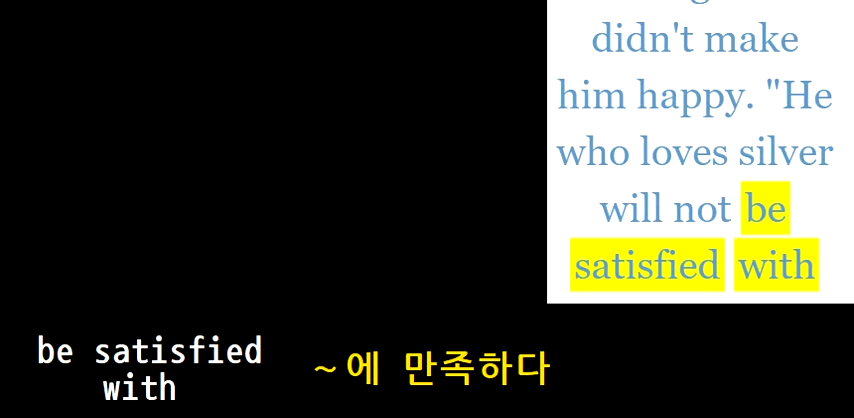 didn't make
him happy. "He
who loves silver
will not be
satisfied with
be satisfied
with
~에 만족하다